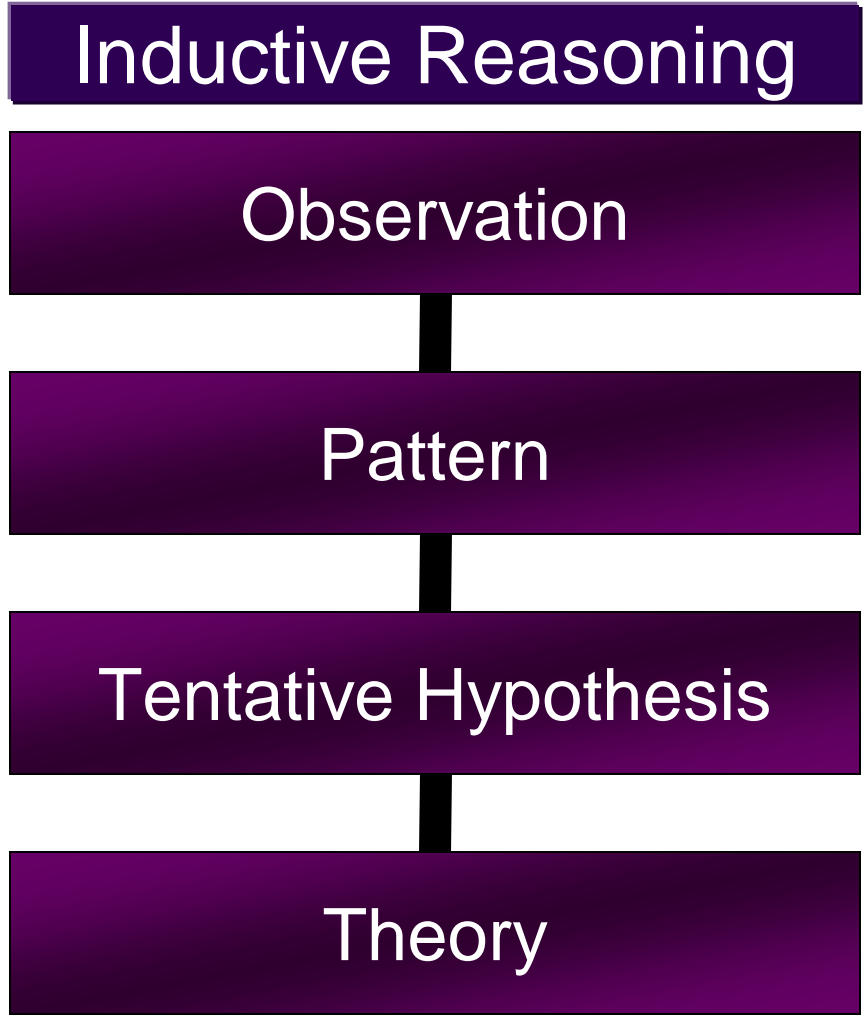 Inductive Reasoning
Observation
Pattern
Tentative Hypothesis
Theory